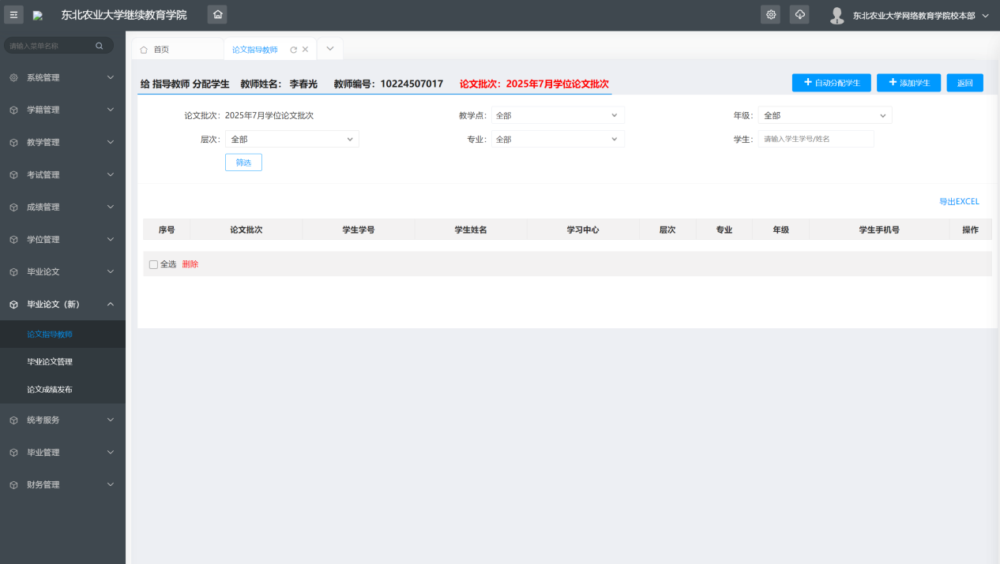 东北农业大学继续教育学院
东北农业大学网络教育学院校本部
请输入菜单名称
首页
论文指导教师
系统管理
学籍管理
教学管理
考试管理
成绩管理
学位管理
毕业论文
毕业论文（新）
论文指导教师
毕业论文管理
论文成绩发布
统考服务
毕业管理
财务管理
给 指导教师 分配学生 教师姓名： 李春光 教师编号：10224507017 论文批次：2025年7月学位论文批次
自动分配学生 添加学生 返回
论文批次：2025年7月学位论文批次 教学点：全部 年级：全部
层次：全部 专业：全部 学生：请输入学生学号/姓名
筛选
导出EXCEL
序号 论文批次 学生学号 学生姓名 学习中心 层次 专业 年级 学生手机号 操作
全选 删除